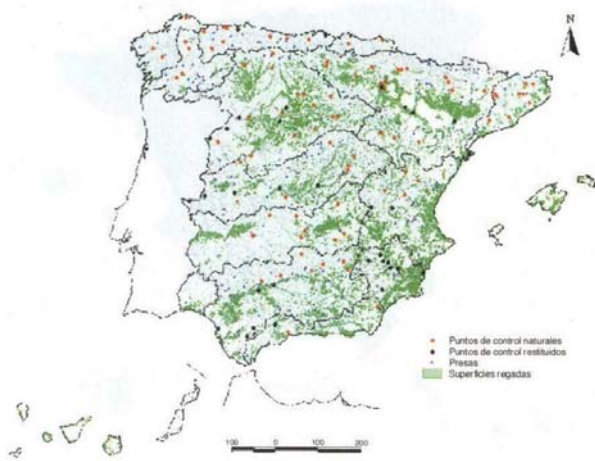 N
Puntos de control naturales
Puntos de control restituidos
Presas
Superficies regadas
100 0 100 200